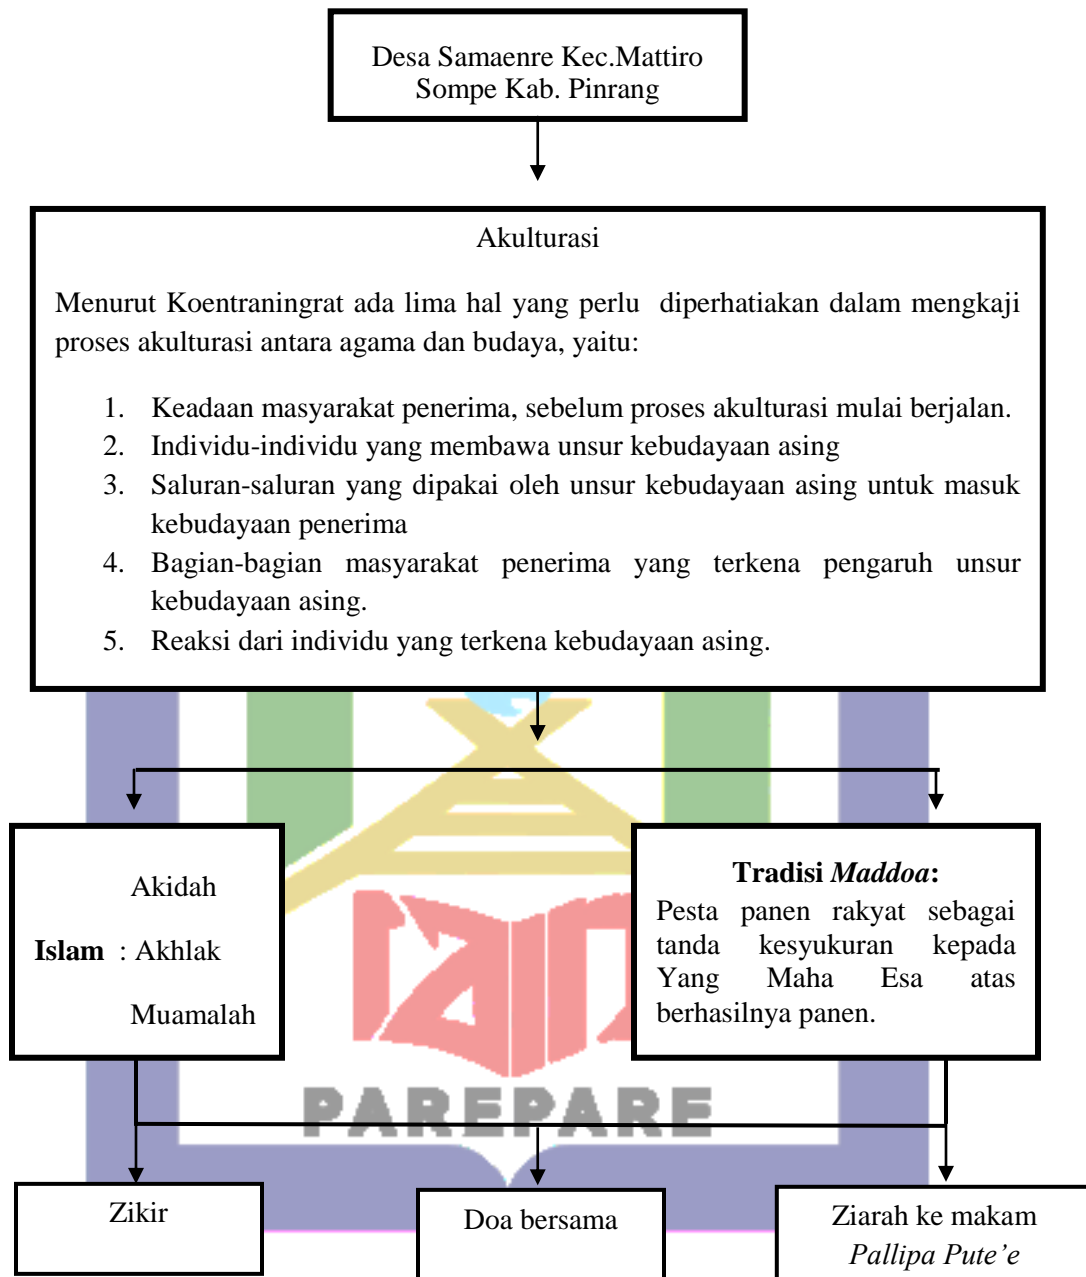 Desa Samaenre Kec.Mattiro
Sompe Kab. Pinrang
Akulturasi
Menurut Koentraningrat ada lima hal yang perlu diperhatiakan dalam mengkaji
proses akulturasi antara agama dan budaya, yaitu:
1. Keadaan masyarakat penerima, sebelum proses akulturasi mulai berjalan.
2. Individu-individu yang membawa unsur kebudayaan asing
3. Saluran-saluran yang dipakai oleh unsur kebudayaan asing untuk masuk
kebudayaan penerima
4. Bagian-bagian masyarakat penerima yang terkena pengaruh unsur
kebudayaan asing.
5. Reaksi dari individu yang terkena kebudayaan asing.
Akidah
Islam : Akhlak
Muamalah
Tradisi Maddoa:
Pesta panen rakyat sebagai
tanda kesyukuran kepada
Yang Maha Esa atas
berhasilnya panen.
PAREPARE
Zikir
Doa bersama
Ziarah ke makam
Pallipa Pute’e